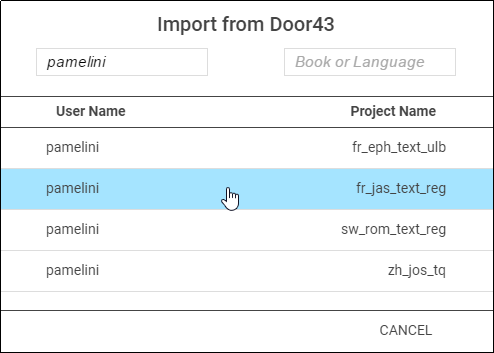 Import from Door43
pamelini Book or Language
User Name Project Name
pamelini fr_eph_text_ulb
pamelini fr_jas_text_reg
pamelini sw_rom_text_reg
pamelini zh_jos_tq
CANCEL